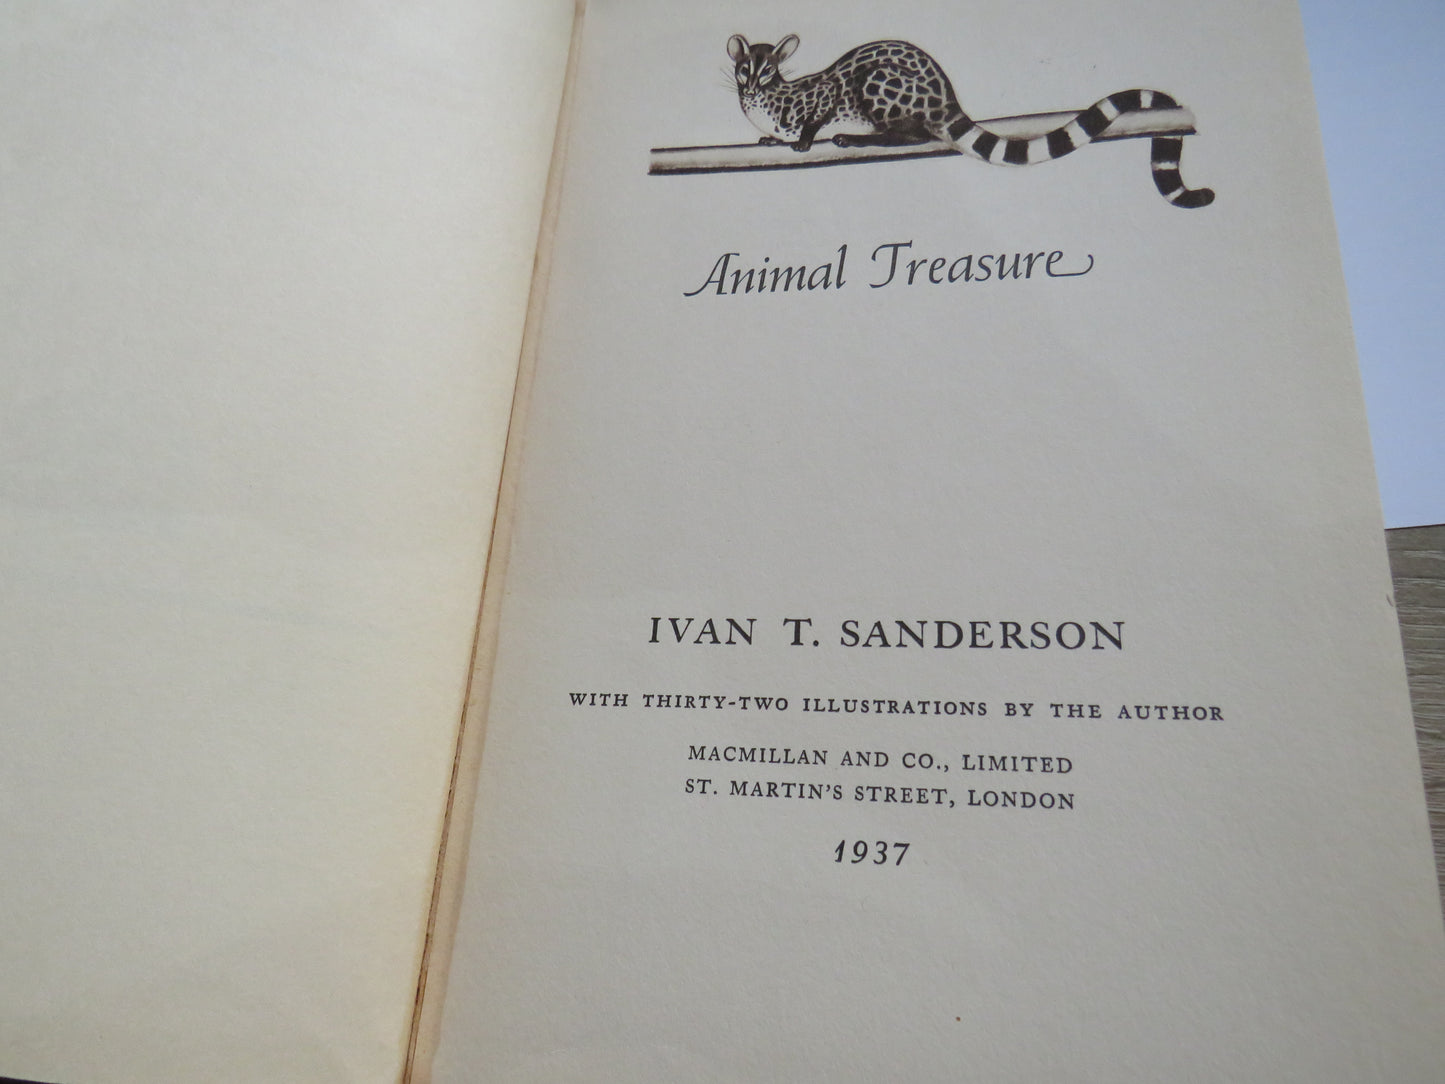 Animal Treasure
IVAN T. SANDERSON
WITH THIRTY-TWO ILLUSTRATIONS BY THE AUTHOR
MACMILLAN AND CO., LIMITED
ST. MARTIN'S STREET, LONDON
1937